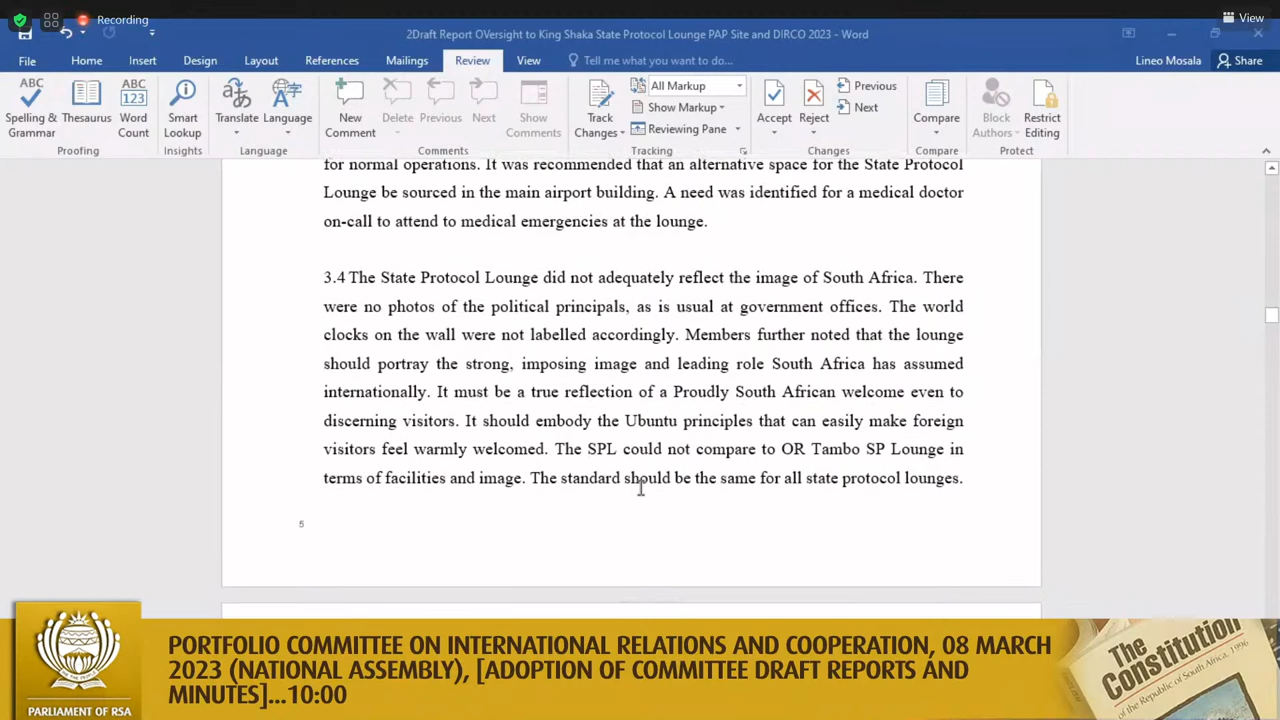 Recording
View
2Draft Report OVersight to King Shaka State Protocol Lounge PAP Site and DIRCO 2023 - Word
File Home Insert Design Layout References Mailings Review View Tell me what you want to do... Lineo Mosala Share
ABC Spelling & Grammar
Thesaurus
ABC 123 Word Count
Smart Lookup
Translate
Language
New Comment
Delete
Previous
Next
Show Comments
Track Changes
All Markup
Show Markup
Reviewing Pane
Accept
Reject
Previous
Next
Compare
Block Authors
Restrict Editing
Proofing Insights Language Comments Tracking Changes Compare Protect
for normal operations. It was recommended that an alternative space for the State Protocol
Lounge be sourced in the main airport building. A need was identified for a medical doctor
on-call to attend to medical emergencies at the lounge.
3.4 The State Protocol Lounge did not adequately reflect the image of South Africa. There
were no photos of the political principals, as is usual at government offices. The world
clocks on the wall were not labelled accordingly. Members further noted that the lounge
should portray the strong, imposing image and leading role South Africa has assumed
internationally. It must be a true reflection of a Proudly South African welcome even to
discerning visitors. It should embody the Ubuntu principles that can easily make foreign
visitors feel warmly welcomed. The SPL could not compare to OR Tambo SP Lounge in
terms of facilities and image. The standard should be the same for all state protocol lounges.
5
PORTFOLIO COMMITTEE ON INTERNATIONAL RELATIONS AND COOPERATION, 08 MARCH
2023 (NATIONAL ASSEMBLY), [ADOPTION OF COMMITTEE DRAFT REPORTS AND
MINUTES]...10:00
PARLIAMENT OF RSA
The
Constitution
of the Republic of South Africa, 1996